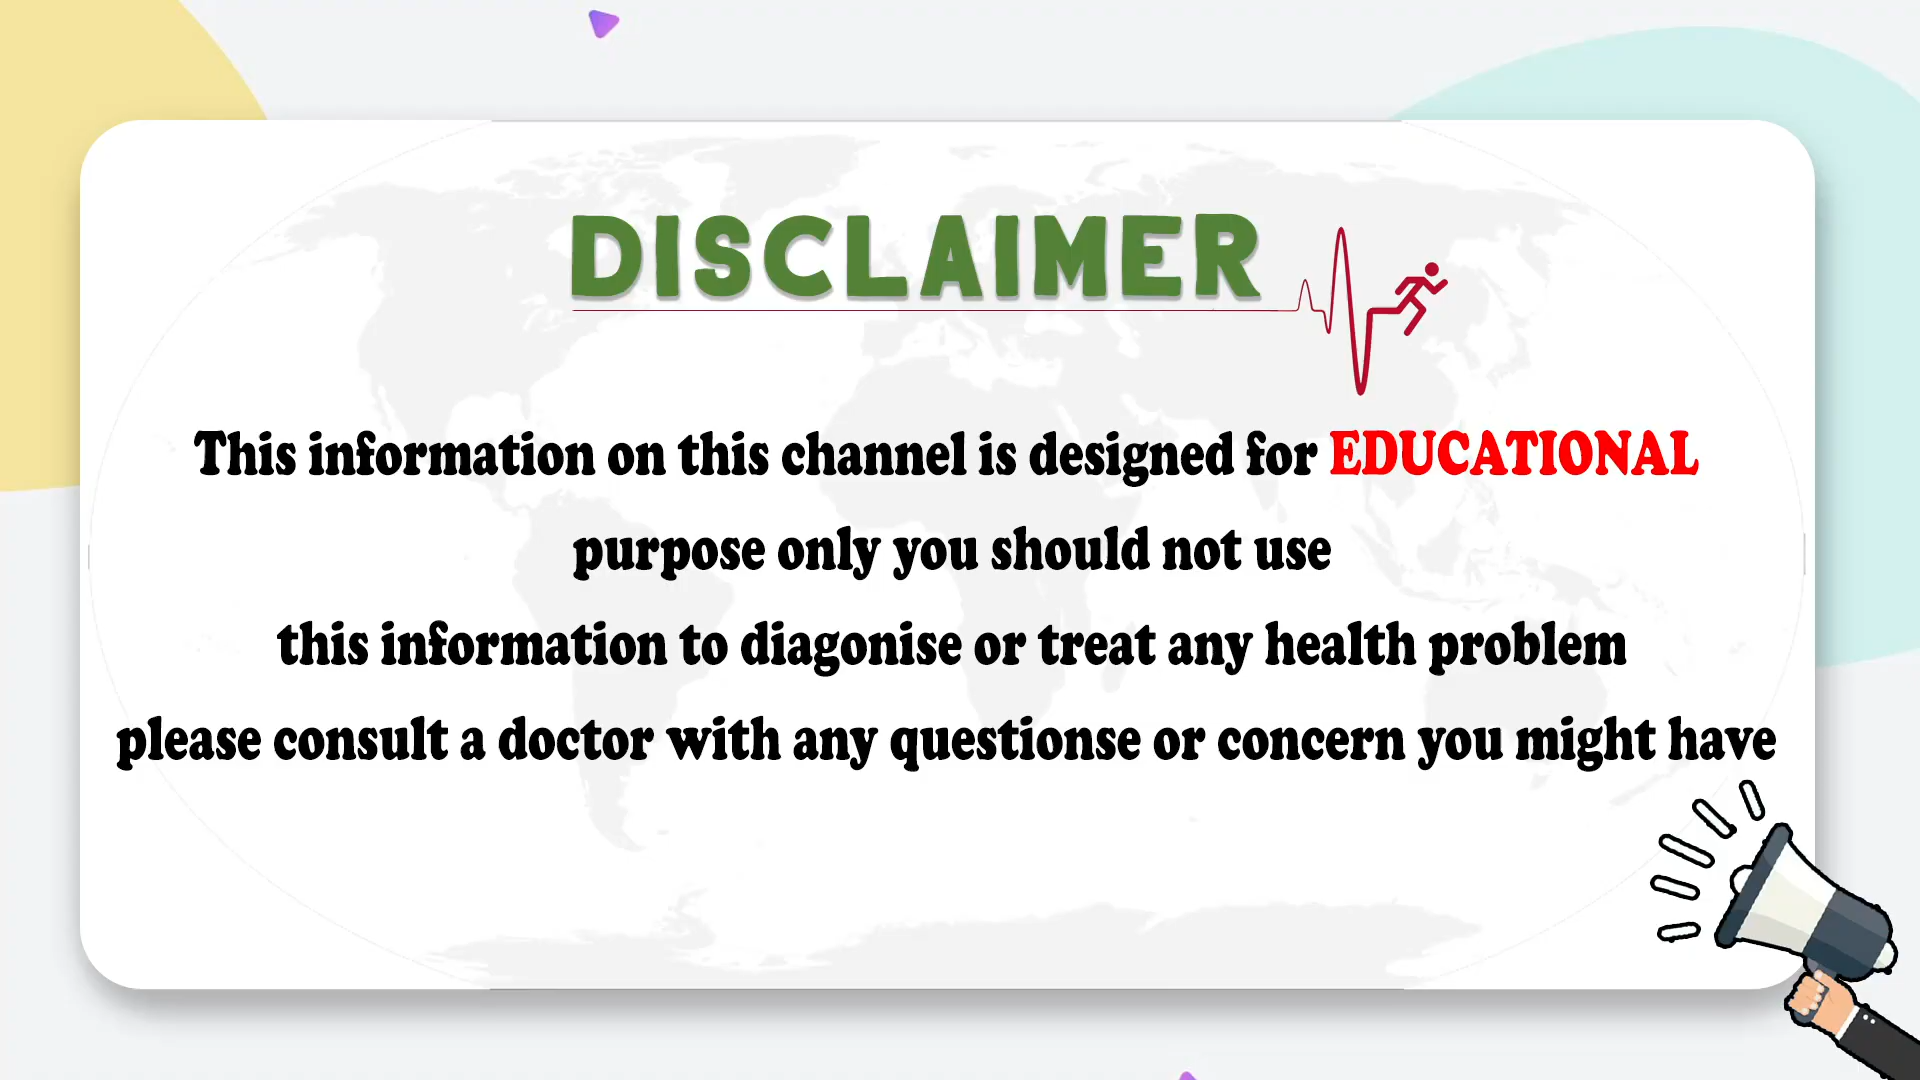 DISCLAIMER
This information on this channel is designed for EDUCATIONAL
purpose only you should not use
this information to diagonise or treat any health problem
please consult a doctor with any questionse or concern you might have